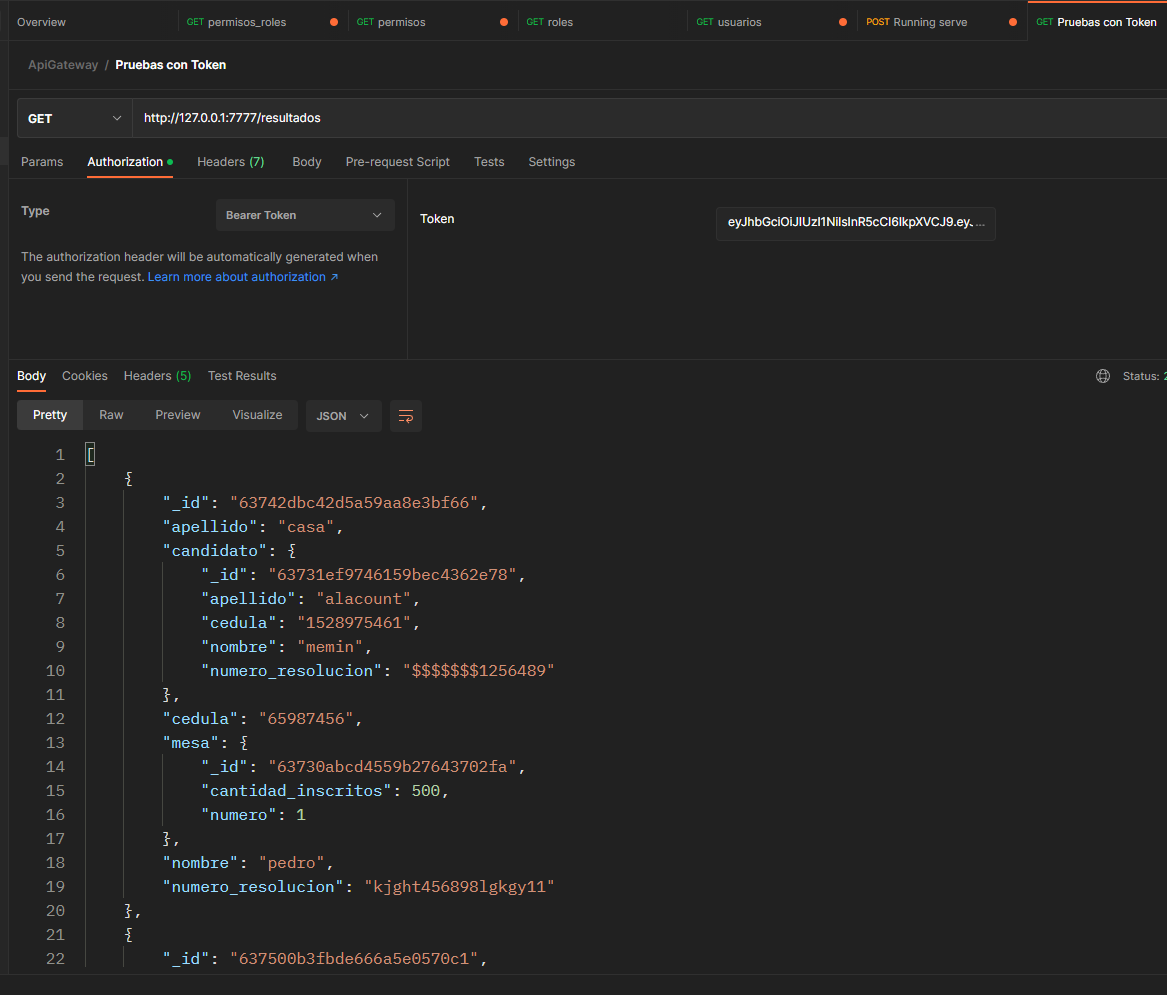 Overview GET permisos_roles GET permisos GET roles GET usuarios POST Running serve GET Pruebas con Token
ApiGateway / Pruebas con Token
GET http://127.0.0.1:7777/resultados
Params Authorization Headers (7) Body Pre-request Script Tests Settings
Type Bearer Token Token eyJhbGciOiJIUzI1NiIsInR5cCI6IkpXVCJ9.ey. ...
The authorization header will be automatically generated when
you send the request. Learn more about authorization ↗
Body Cookies Headers (5) Test Results Status: 2
Pretty Raw Preview Visualize JSON
1 [
2 {
3 "_id": "63742dbc42d5a59aa8e3bf66",
4 "apellido": "casa",
5 "candidato": {
6 "_id": "63731ef9746159bec4362e78",
7 "apellido": "alacount",
8 "cedula": "1528975461",
9 "nombre": "memin",
10 "numero_resolucion": "$$$$$$$1256489"
11 },
12 "cedula": "65987456",
13 "mesa": {
14 "_id": "63730abcd4559b27643702fa",
15 "cantidad_inscritos": 500,
16 "numero": 1
17 },
18 "nombre": "pedro",
19 "numero_resolucion": "kjght456898lgkgy11"
20 },
21 {
22 "_id": "637500b3fbde666a5e0570c1",